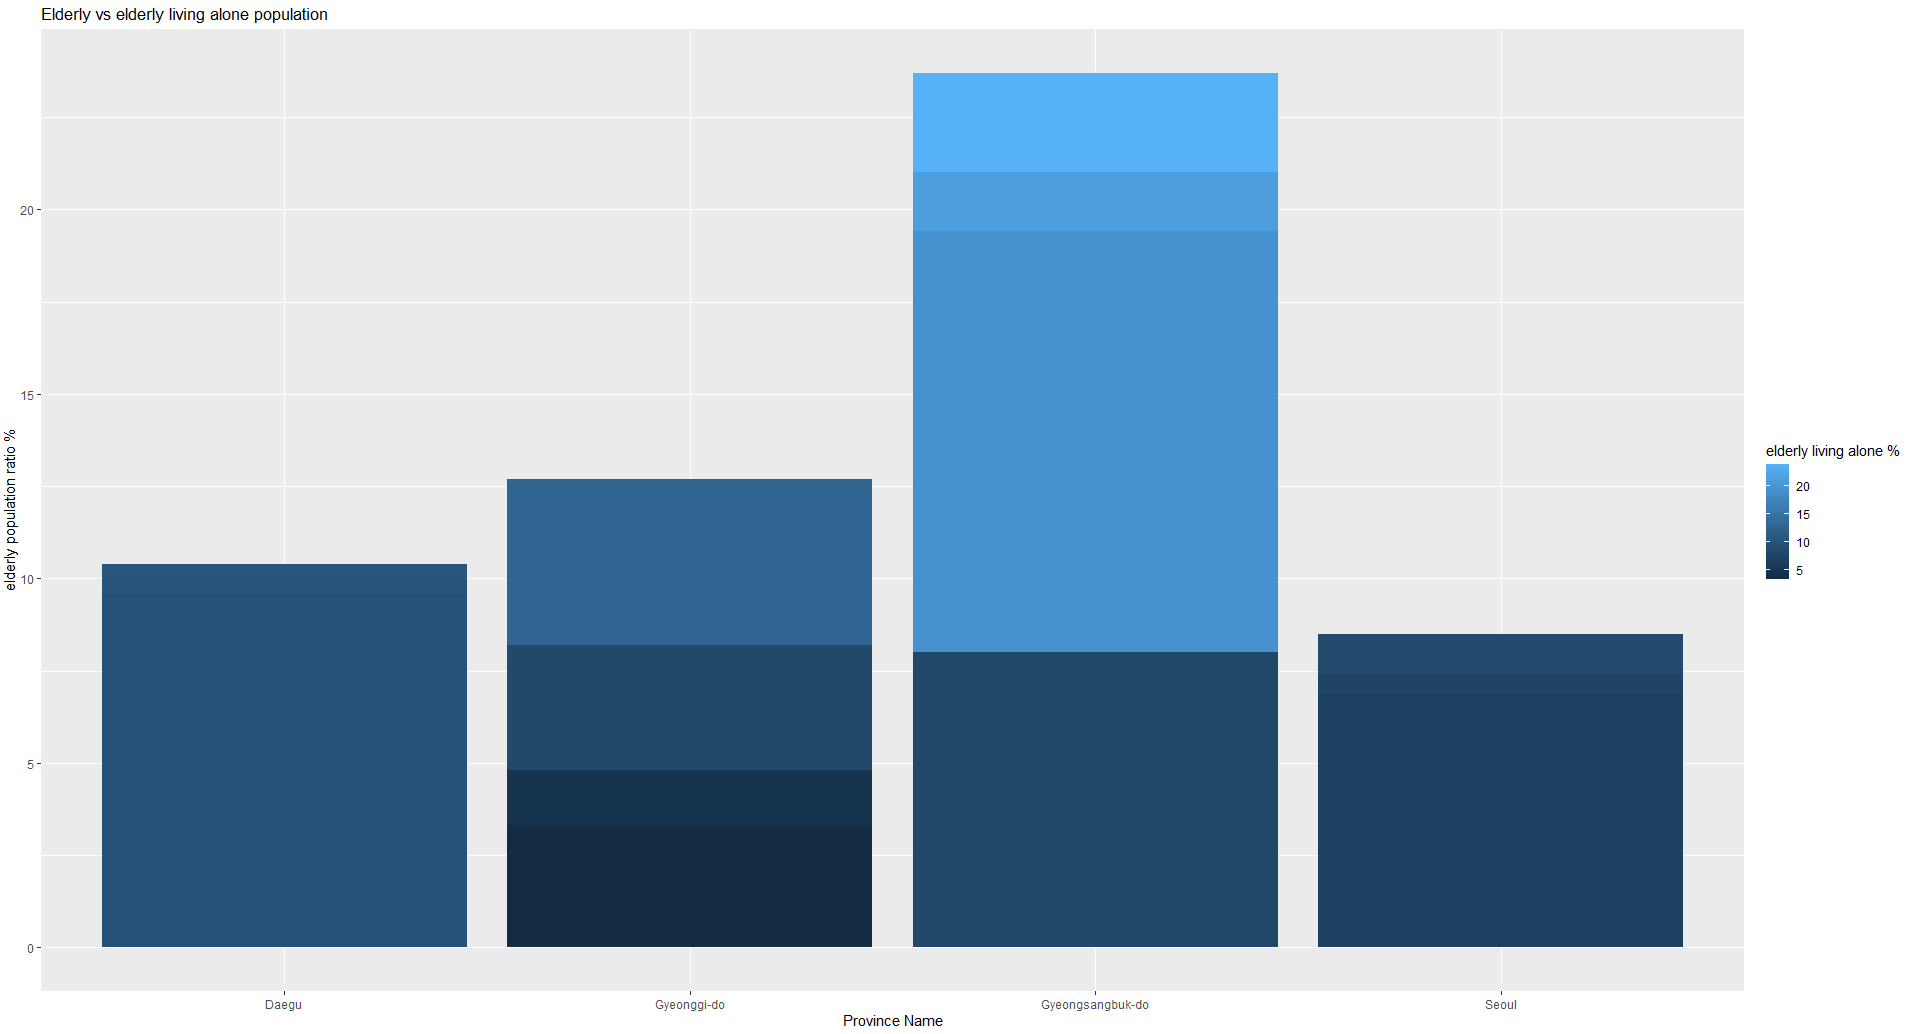 Elderly vs elderly living alone population
elderly population ratio %
20
15
10
5
0
Daegu
Gyeonggi-do
Gyeongsangbuk-do
Seoul
Province Name
elderly living alone %
20
15
10
5